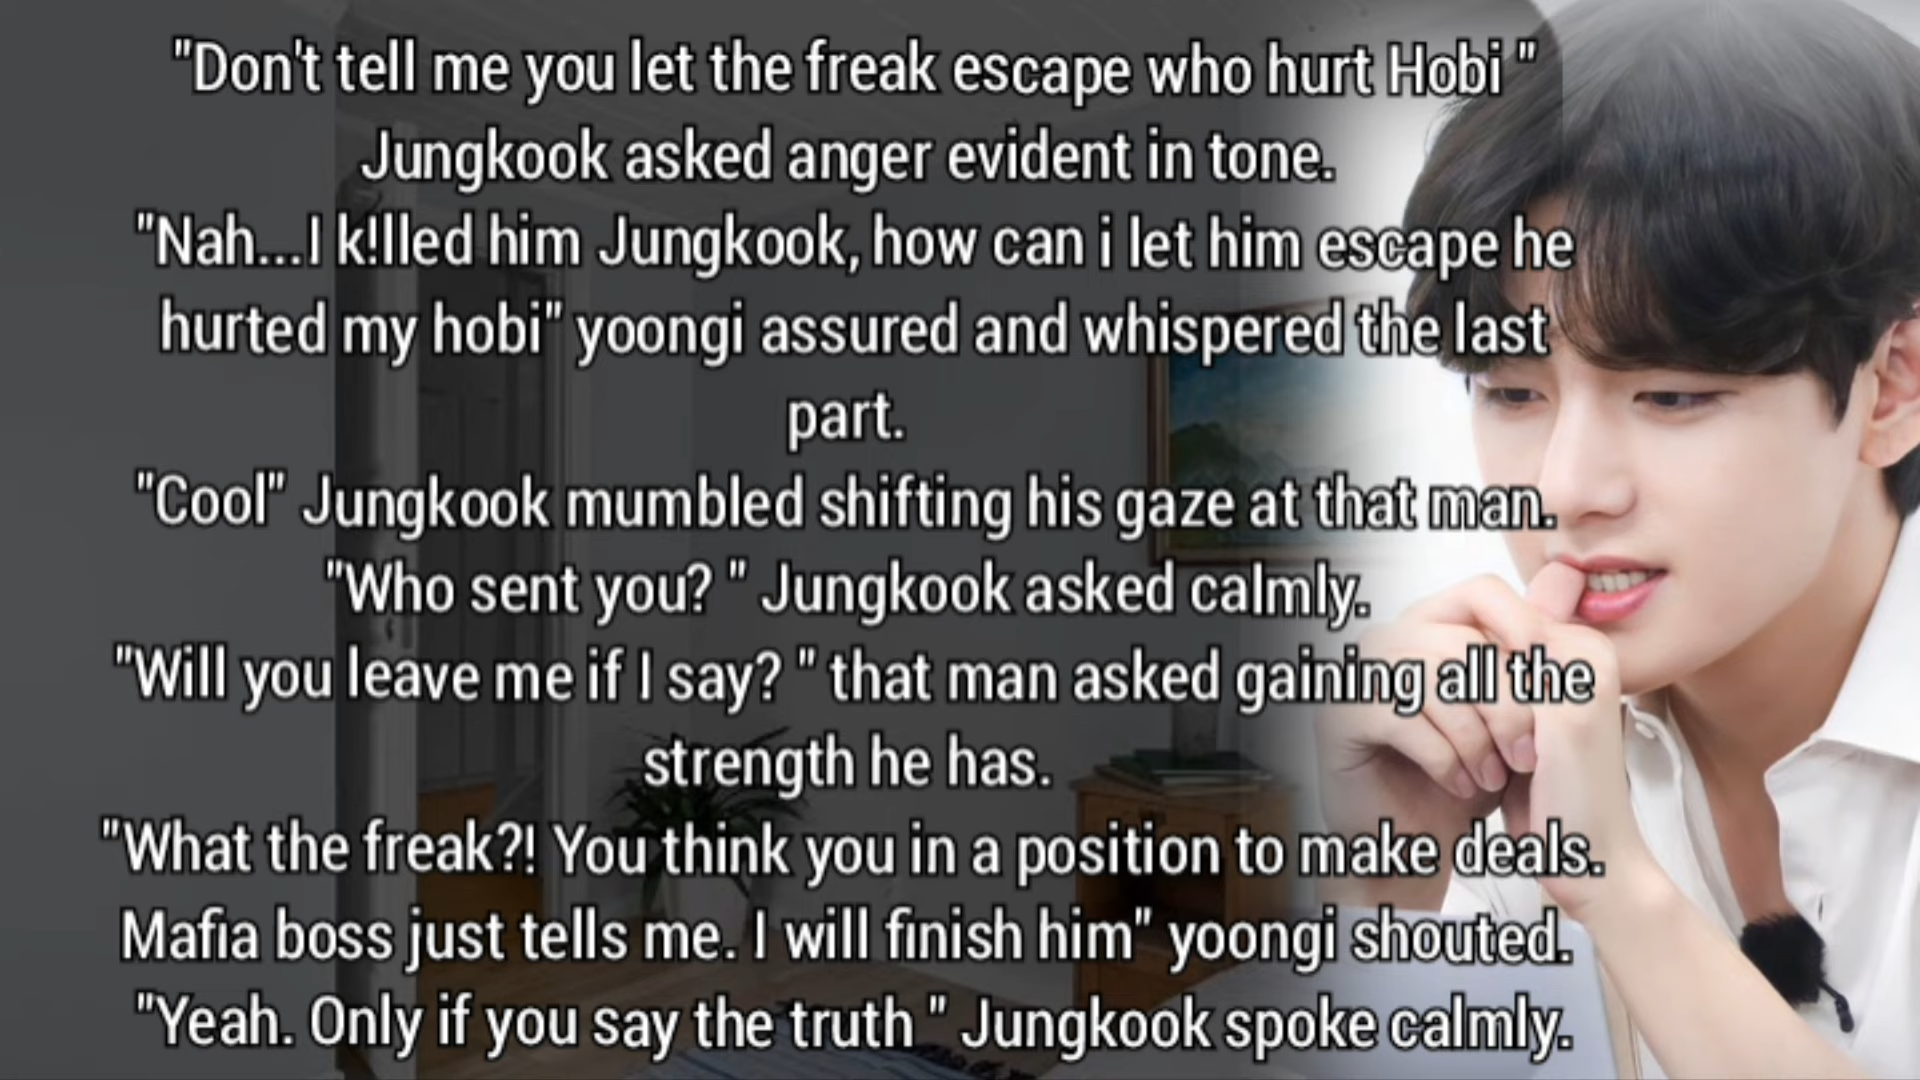 "Don't tell me you let the freak escape who hurt Hobi "
Jungkook asked anger evident in tone.
"Nah...I k!lled him Jungkook, how can i let him escape he
hurted my hobi" yoongi assured and whispered the last
part.
"Cool" Jungkook mumbled shifting his gaze at that man.
"Who sent you? " Jungkook asked calmly.
"Will you leave me if I say? " that man asked gaining all the
strength he has.
"What the freak?! You think you in a position to make deals.
Mafia boss just tells me. I will finish him" yoongi shouted.
"Yeah. Only if you say the truth " Jungkook spoke calmly.